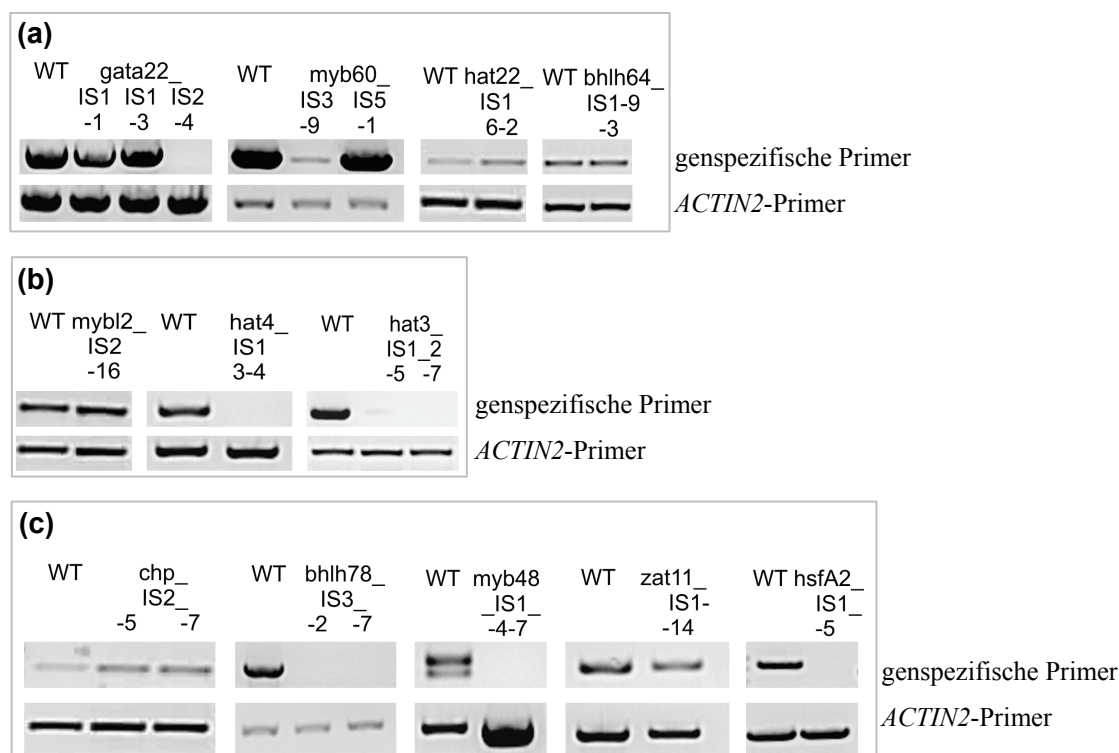 (a)
WT gata22_ WT myb60_ WT hat22_ WT bhlh64_
IS1 IS1 IS2 IS3 IS5 IS1 IS1-9
-1 -3 -4 -9 -1 6-2 -3
genspezifische Primer
ACTIN2-Primer
(b)
WT mybl2_ WT hat4_ WT hat3_
IS2 IS1 IS1_2
-16 3-4 -5 -7
genspezifische Primer
ACTIN2-Primer
(c)
WT chp_ WT bhlh78_ WT myb48 WT zat11_ WT hsfA2_
IS2_ IS3_ _IS1_ IS1- _IS1_
-5 -7 -2 -7 -4-7 -14 -5
genspezifische Primer
ACTIN2-Primer